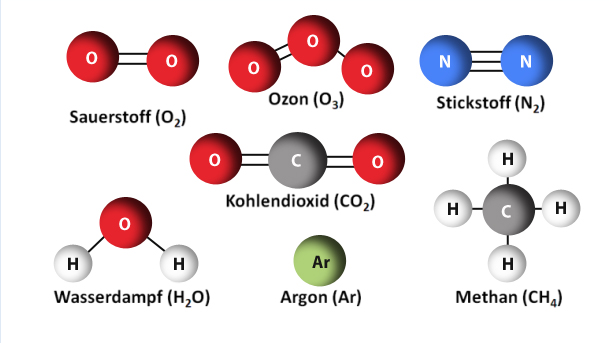 O O
Sauerstoff (O₂)
O O O
Ozon (O₃)
N N
Stickstoff (N₂)
O C O
Kohlendioxid (CO₂)
O
H H
Wasserdampf (H₂O)
Ar
Argon (Ar)
H
H C H
H
Methan (CH₄)